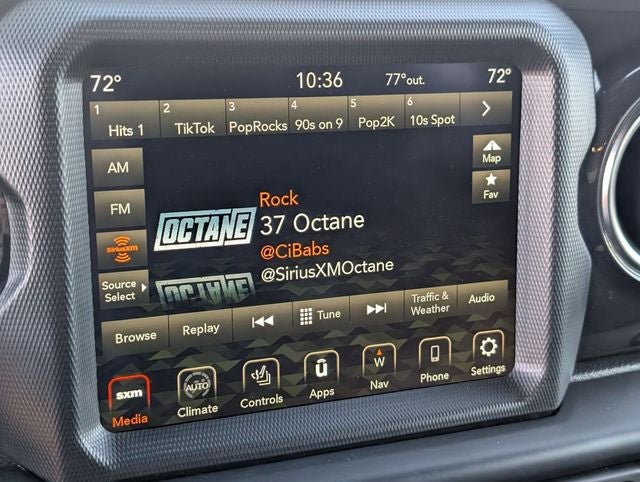 72° 10:36 77°out. 72°
1 Hits 1 2 TikTok 3 PopRocks 4 90s on 9 5 Pop2K 6 10s Spot
AM
Map
FM
Fav
SiriusXM
OCTANE
Rock
37 Octane
@CiBabs
@SiriusXMOctane
Source
Select
OCTANE
Browse Replay Tune Traffic &
Weather Audio
sxm AUTO û W
Media Climate Controls Apps Nav Phone Settings